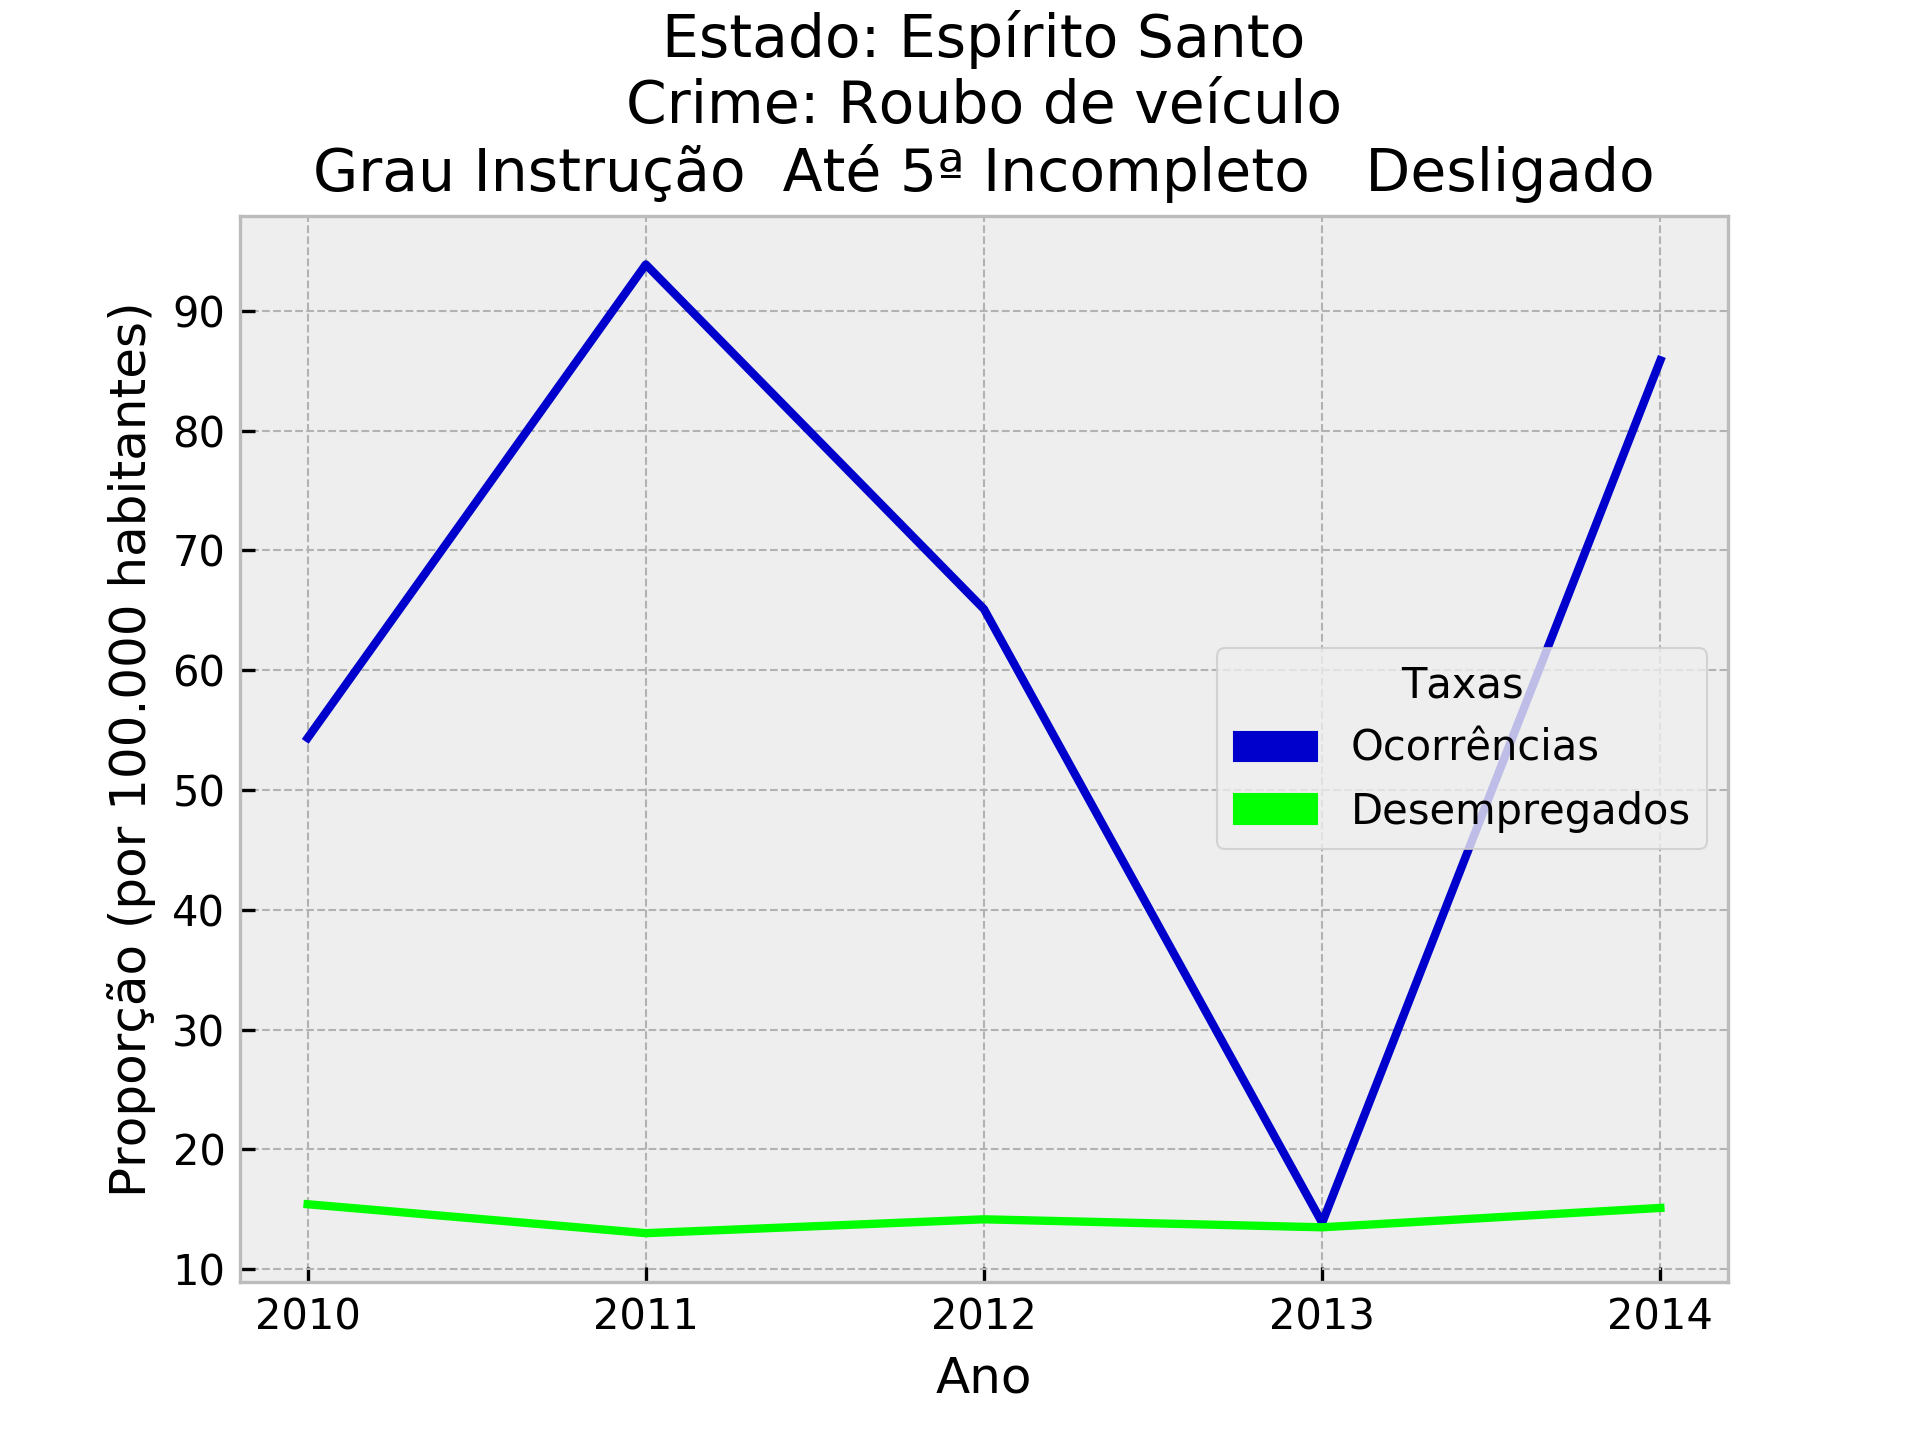 Estado: Espírito Santo
Crime: Roubo de veículo
Grau Instrução  Até 5ª Incompleto   Desligado
Proporção (por 100.000 habitantes)
90
80
70
60
50
40
30
20
10
Taxas
Ocorrências
Desempregados
2010 2011 2012 2013 2014
Ano